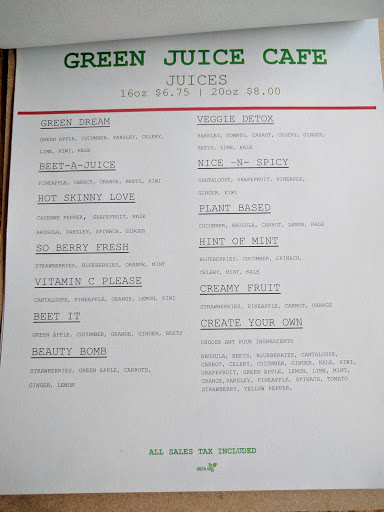 GREEN JUICE CAFE
JUICES
16oz $6.75 | 20oz $8.00
GREEN DREAM
GREEN APPLE, CUCUMBER, PARSLEY, CELERY,
LIME, KIWI, KALE
BEET-A-JUICE
PINEAPPLE, CARROT, ORANGE, BEETS, KIWI
HOT SKINNY LOVE
CAYENNE PEPPER, GRAPEFRUIT, KALE
ARUGULA, PARSLEY, SPINACH, GINGER
SO BERRY FRESH
STRAWBERRIES, BLUEBERRIES, ORANGE, MINT
VITAMIN C PLEASE
CANTALOUPE, PINEAPPLE, ORANGE, LEMON, KIWI
BEET IT
GREEN APPLE, CUCUMBER, ORANGE, GINGER, BEETS
BEAUTY BOMB
STRAWBERRIES, GREEN APPLE, CARROTS,
GINGER, LEMON
VEGGIE DETOX
PARSLEY, TOMATO, CARROT, CELERY, GINGER,
BEETS, LIME, KALE
NICE -N- SPICY
CANTALOUPE, GRAPEFRUIT, PINEAPLE,
GINGER, KIWI
PLANT BASED
CUCUMBER, ARUGULA, CARROT, LEMON, KALE
HINT OF MINT
BLUEBERRIES, CUCUMBER, SPINACH,
CELERY, MINT, KALE
CREAMY FRUIT
STRAWBERRIES, PINEAPPLE, CARROT, ORANGE
CREATE YOUR OWN
CHOOSE ANY FOUR INGREDIENTS
ARUGULA, BEETS, BLUEBERRIES, CANTALOUPE,
CARROT, CELERY, CUCUMBER, GINGER, KALE, KIWI,
GRAPEFRUIT, GREEN APPLE, LEMON, LIME, MINT,
ORANGE, PARSLEY, PINEAPPLE, SPINACH, TOMATO
STRAWBERRY, YELLOW PEPPER,
ALL SALES TAX INCLUDED